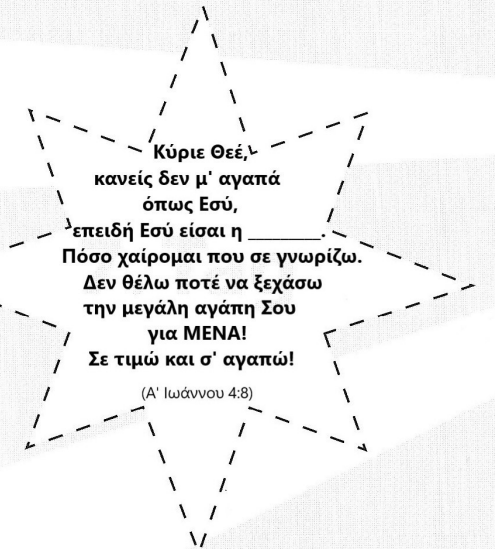 Κύριε Θεέ,
κανείς δεν μ' αγαπά
όπως Εσύ,
επειδή Εσύ είσαι η _________.
Πόσο χαίρομαι που σε γνωρίζω.
Δεν θέλω ποτέ να ξεχάσω
την μεγάλη αγάπη Σου
για ΜΕΝΑ!
Σε τιμώ και σ' αγαπώ!
(Α' Ιωάννου 4:8)